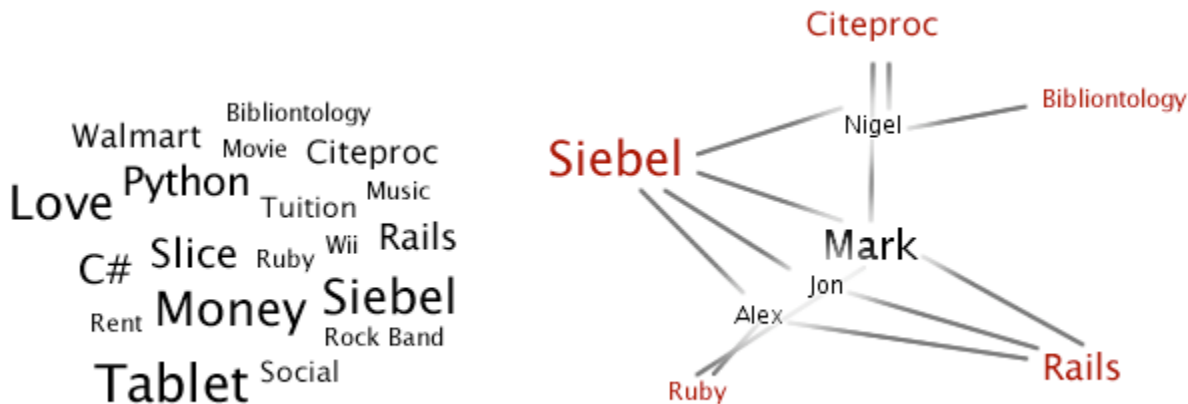 Bibliontology
Walmart
Movie
Citeproc
Python
Love
Tuition
Music
C#
Slice
Ruby
Wii
Rails
Rent
Money
Siebel
Rock Band
Tablet
Social
Citeproc
Bibliontology
Nigel
Siebel
Mark
Jon
Alex
Rails
Ruby